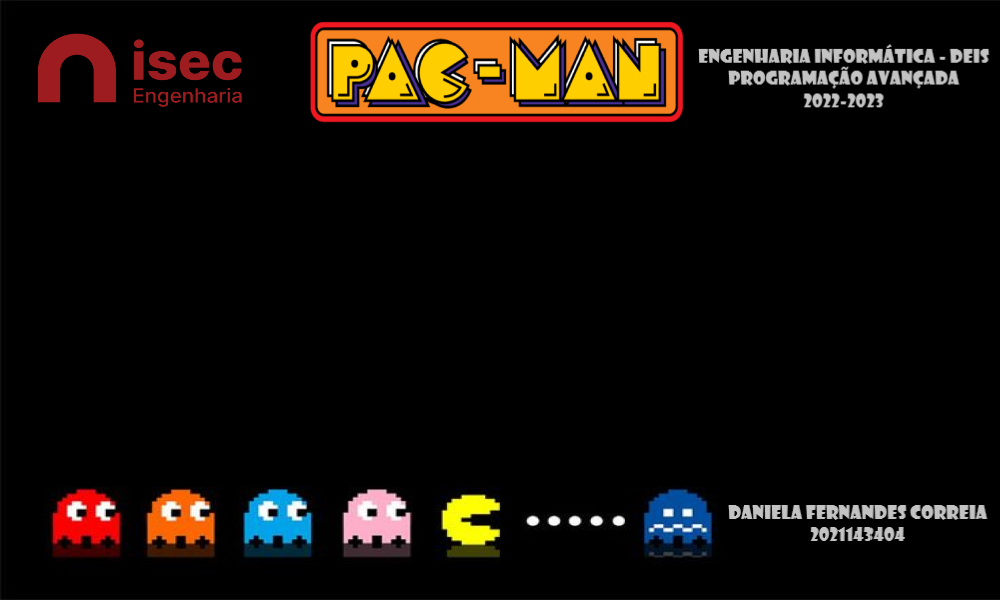 isec
Engenharia
PAC-MAN
ENGENHARIA INFORMÁTICA - DEIS
PROGRAMAÇÃO AVANÇADA
2022-2023
DANIELA FERNANDES CORREIA
2021143404